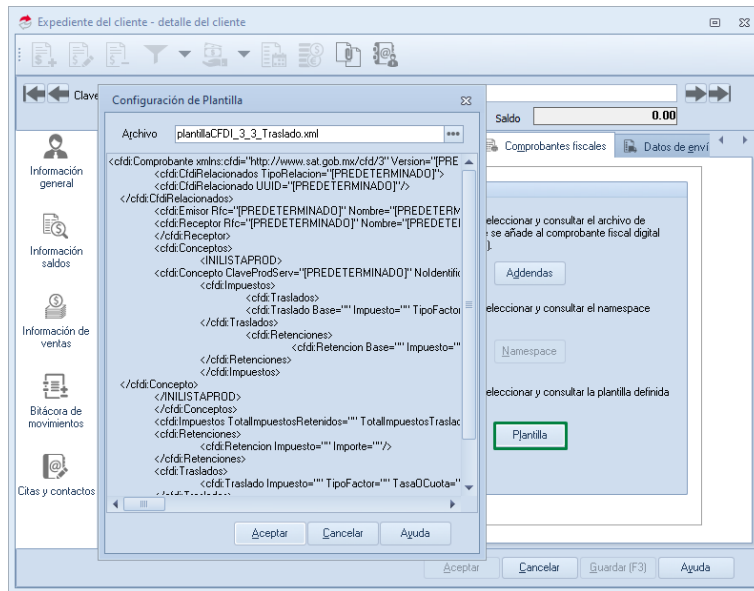 Expediente del cliente - detalle del cliente
Clave
Saldo 0.00
Información general
Información saldos
Información de ventas
Bitácora de movimientos
Citas y contactos
Configuración de Plantilla
Archivo plantillaCFDI_3_3_Traslado.xml
<cfdi:Comprobante xmlns:cfdi="http://www.sat.gob.mx/cfd/3" Version="[PRE
<cfdi:CfdiRelacionados TipoRelacion="[PREDETERMINADO]">
<cfdi:CfdiRelacionado UUID="[PREDETERMINADO]"/>
</cfdi:CfdiRelacionados>
<cfdi:Emisor Rfc="[PREDETERMINADO]" Nombre="[PREDETERM
<cfdi:Receptor Rfc="[PREDETERMINADO]" Nombre="[PREDETE
</cfdi:Receptor>
<cfdi:Conceptos>
<INILISTAPROD>
<cfdi:Concepto ClaveProdServ="[PREDETERMINADO]" NoIdentific
<cfdi:Impuestos>
<cfdi:Traslados>
<cfdi:Traslado Base="" Impuesto="" TipoFactor
</cfdi:Traslados>
<cfdi:Retenciones>
<cfdi:Retencion Base="" Impuesto=""
</cfdi:Retenciones>
</cfdi:Impuestos>
</cfdi:Concepto>
</INILISTAPROD>
</cfdi:Conceptos>
<cfdi:Impuestos TotalImpuestosRetenidos="" TotalImpuestosTraslad
<cfdi:Retenciones>
<cfdi:Retencion Impuesto="" Importe=""/>
</cfdi:Retenciones>
<cfdi:Traslados>
<cfdi:Traslado Impuesto="" TipoFactor="" TasaOCuota="
</cfdi:Traslados>
Aceptar Cancelar Ayuda
Comprobantes fiscales Datos de enví
eleccionar y consultar el archivo de
se añade al comprobante fiscal digital
).
Addendas
eleccionar y consultar el namespace
Namespace
eleccionar y consultar la plantilla definida
Plantilla
Aceptar Cancelar Guardar (F3) Ayuda